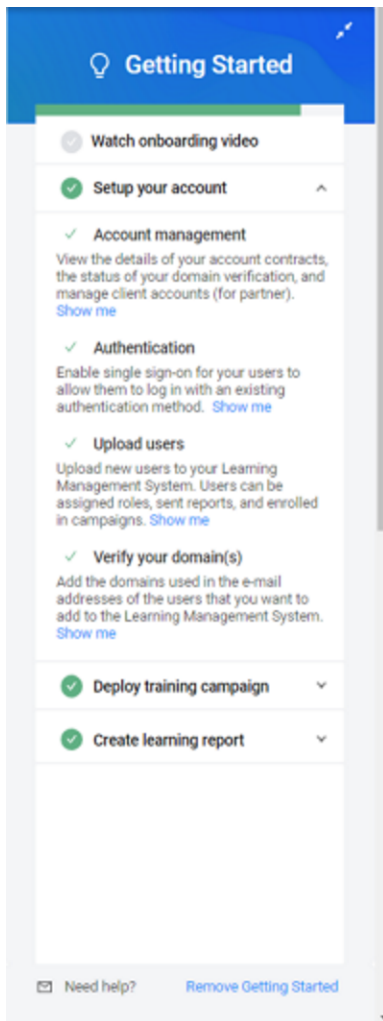 Getting Started
Watch onboarding video
Setup your account
Account management
View the details of your account contracts,
the status of your domain verification, and
manage client accounts (for partner).
Show me
Authentication
Enable single sign-on for your users to
allow them to log in with an existing
authentication method. Show me
Upload users
Upload new users to your Learning
Management System. Users can be
assigned roles, sent reports, and enrolled
in campaigns. Show me
Verify your domain(s)
Add the domains used in the e-mail
addresses of the users that you want to
add to the Learning Management System.
Show me
Deploy training campaign
Create learning report
Need help? Remove Getting Started